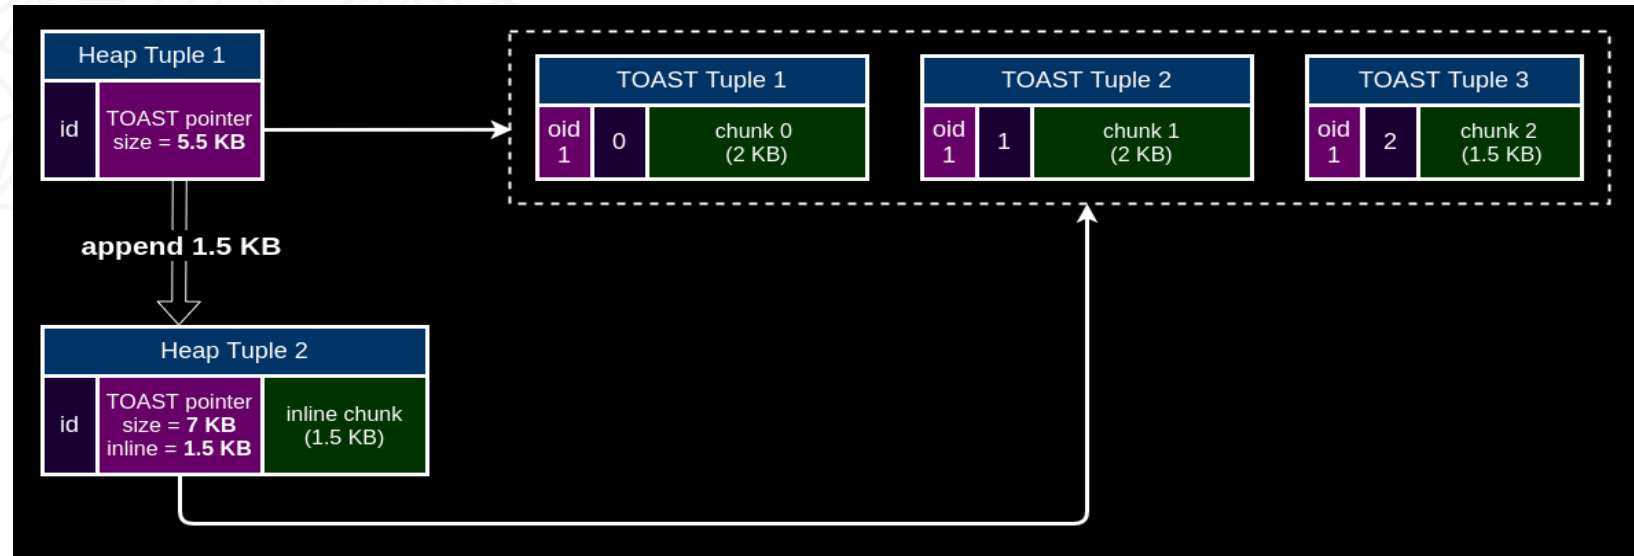 Heap Tuple 1
id
TOAST pointer
size = 5.5 KB
TOAST Tuple 1
oid
1
0
chunk 0
(2 KB)
TOAST Tuple 2
oid
1
1
chunk 1
(2 KB)
TOAST Tuple 3
oid
1
2
chunk 2
(1.5 KB)
append 1.5 KB
Heap Tuple 2
id
TOAST pointer
size = 7 KB
inline = 1.5 KB
inline chunk
(1.5 KB)